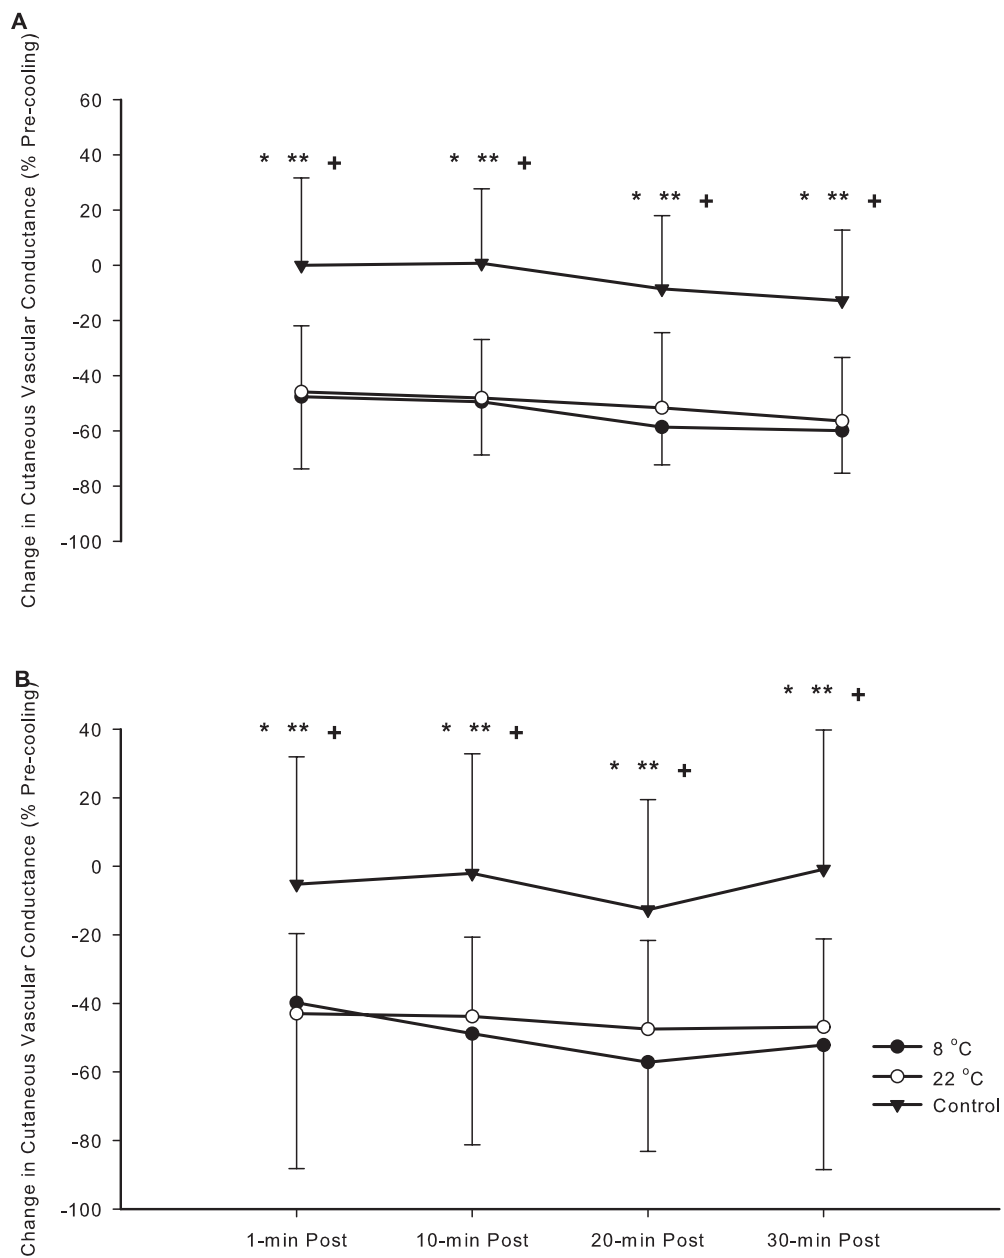 A
Change in Cutaneous Vascular Conductance (% Pre-cooling)
60
40
20
0
-20
-40
-60
-80
-100
* ** +
* ** +
* ** +
* ** +
B
Change in Cutaneous Vascular Conductance (% Pre-cooling)
40
20
0
-20
-40
-60
-80
-100
* ** +
* ** +
* ** +
* ** +
8 °C
22 °C
Control
1-min Post 10-min Post 20-min Post 30-min Post